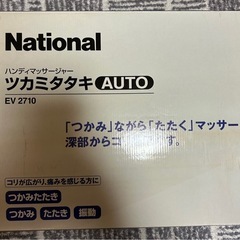 National
ハンディマッサージャー
ツカミタタキ AUTO
EV 2710
「つかみ」ながら「たたく」マッサー
深部からコ す。
コリが広がり、痛みを感じる方に
つかみたたき
つかみ たたき 振動